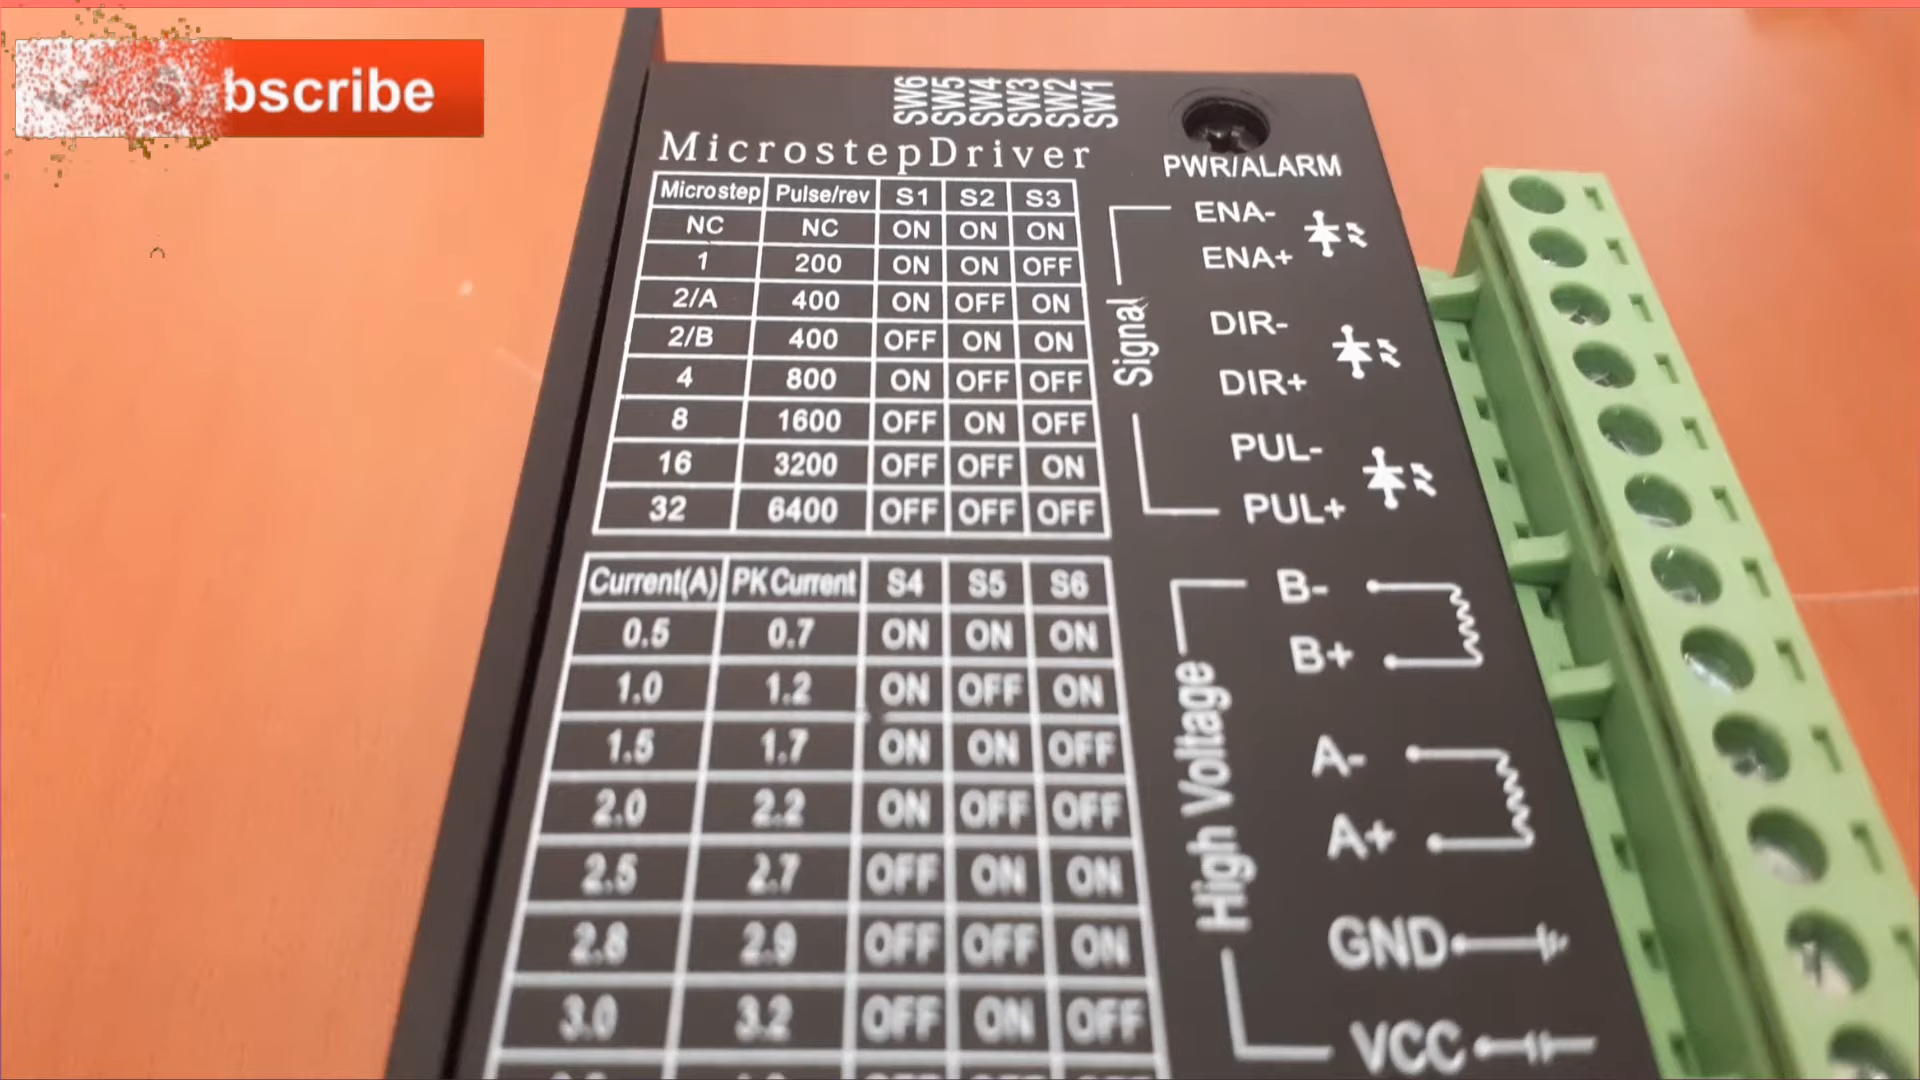 bscribe
SW6
SW5
SW4
SW3
SW2
SW1
MicrostepDriver
PWR/ALARM
Microstep Pulse/rev S1 S2 S3
NC NC ON ON ON
1 200 ON ON OFF
2/A 400 ON OFF ON
2/B 400 OFF ON ON
4 800 ON OFF OFF
8 1600 OFF ON OFF
16 3200 OFF OFF ON
32 6400 OFF OFF OFF
Current(A) PK Current S4 S5 S6
0.5 0.7 ON ON ON
1.0 1.2 ON OFF ON
1.5 1.7 ON ON OFF
2.0 2.2 ON OFF OFF
2.5 2.7 OFF ON ON
2.8 2.9 OFF OFF ON
3.0 3.2 OFF ON OFF
Signal
ENA-
ENA+
DIR-
DIR+
PUL-
PUL+
High Voltage
B-
B+
A-
A+
GND
VCC